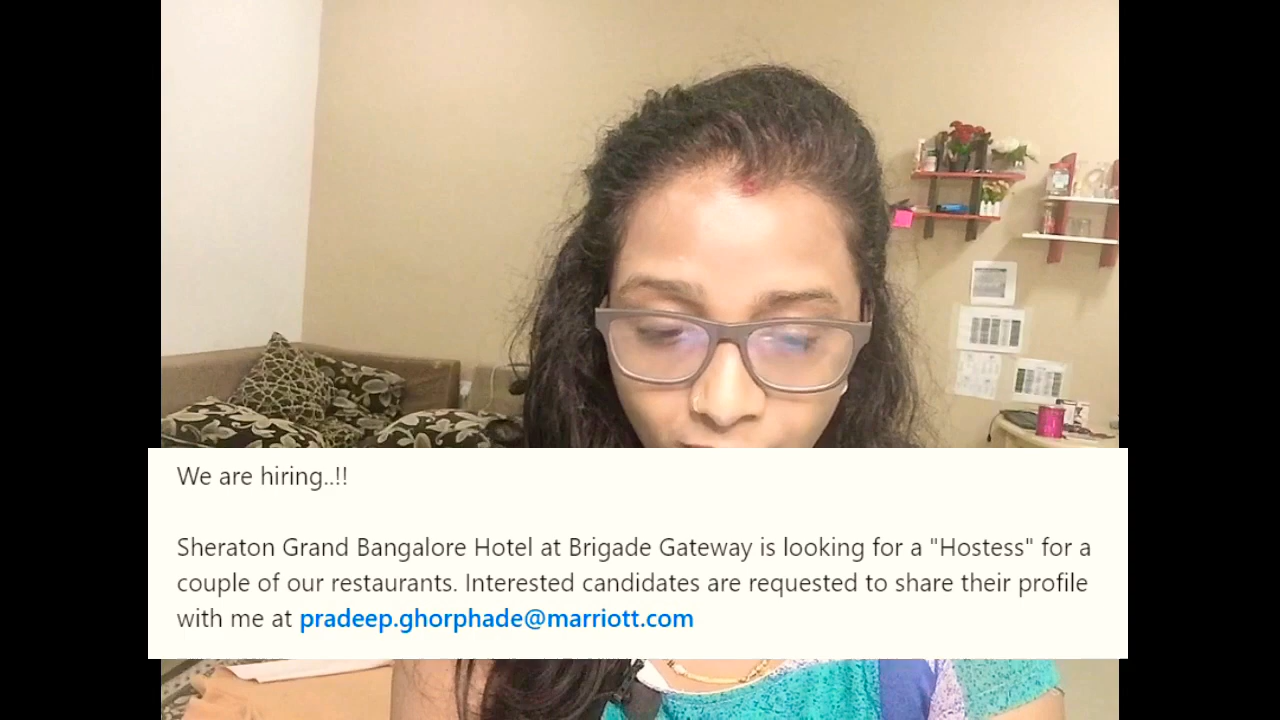 We are hiring..!!
Sheraton Grand Bangalore Hotel at Brigade Gateway is looking for a "Hostess" for a
couple of our restaurants. Interested candidates are requested to share their profile
with me at pradeep.ghorphade@marriott.com